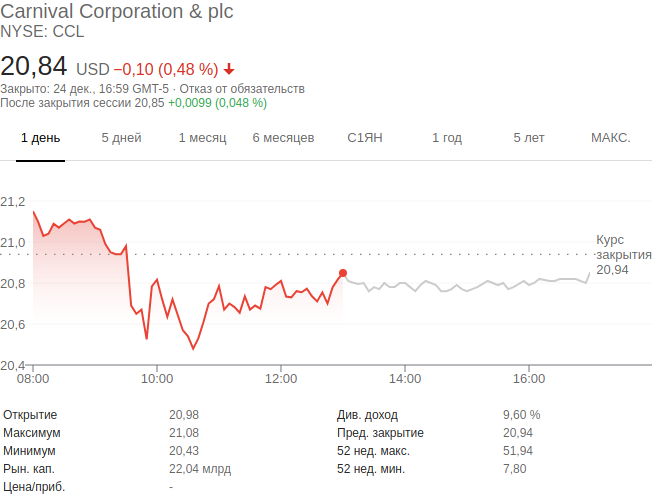 Carnival Corporation & plc
NYSE: CCL
20,84 USD −0,10 (0,48 %)
Закрыто: 24 дек., 16:59 GMT-5 · Отказ от обязательств
После закрытия сессии 20,85 +0,0099 (0,048 %)
1 день 5 дней 1 месяц 6 месяцев С1ЯН 1 год 5 лет МАКС.
21,2
21,0
20,8
20,6
20,4
Курс
закрытия
20,94
08:00 10:00 12:00 14:00 16:00
Открытие 20,98 Див. доход 9,60 %
Максимум 21,08 Пред. закрытие 20,94
Минимум 20,43 52 нед. макс. 51,94
Рын. кап. 22,04 млрд 52 нед. мин. 7,80
Цена/приб. -